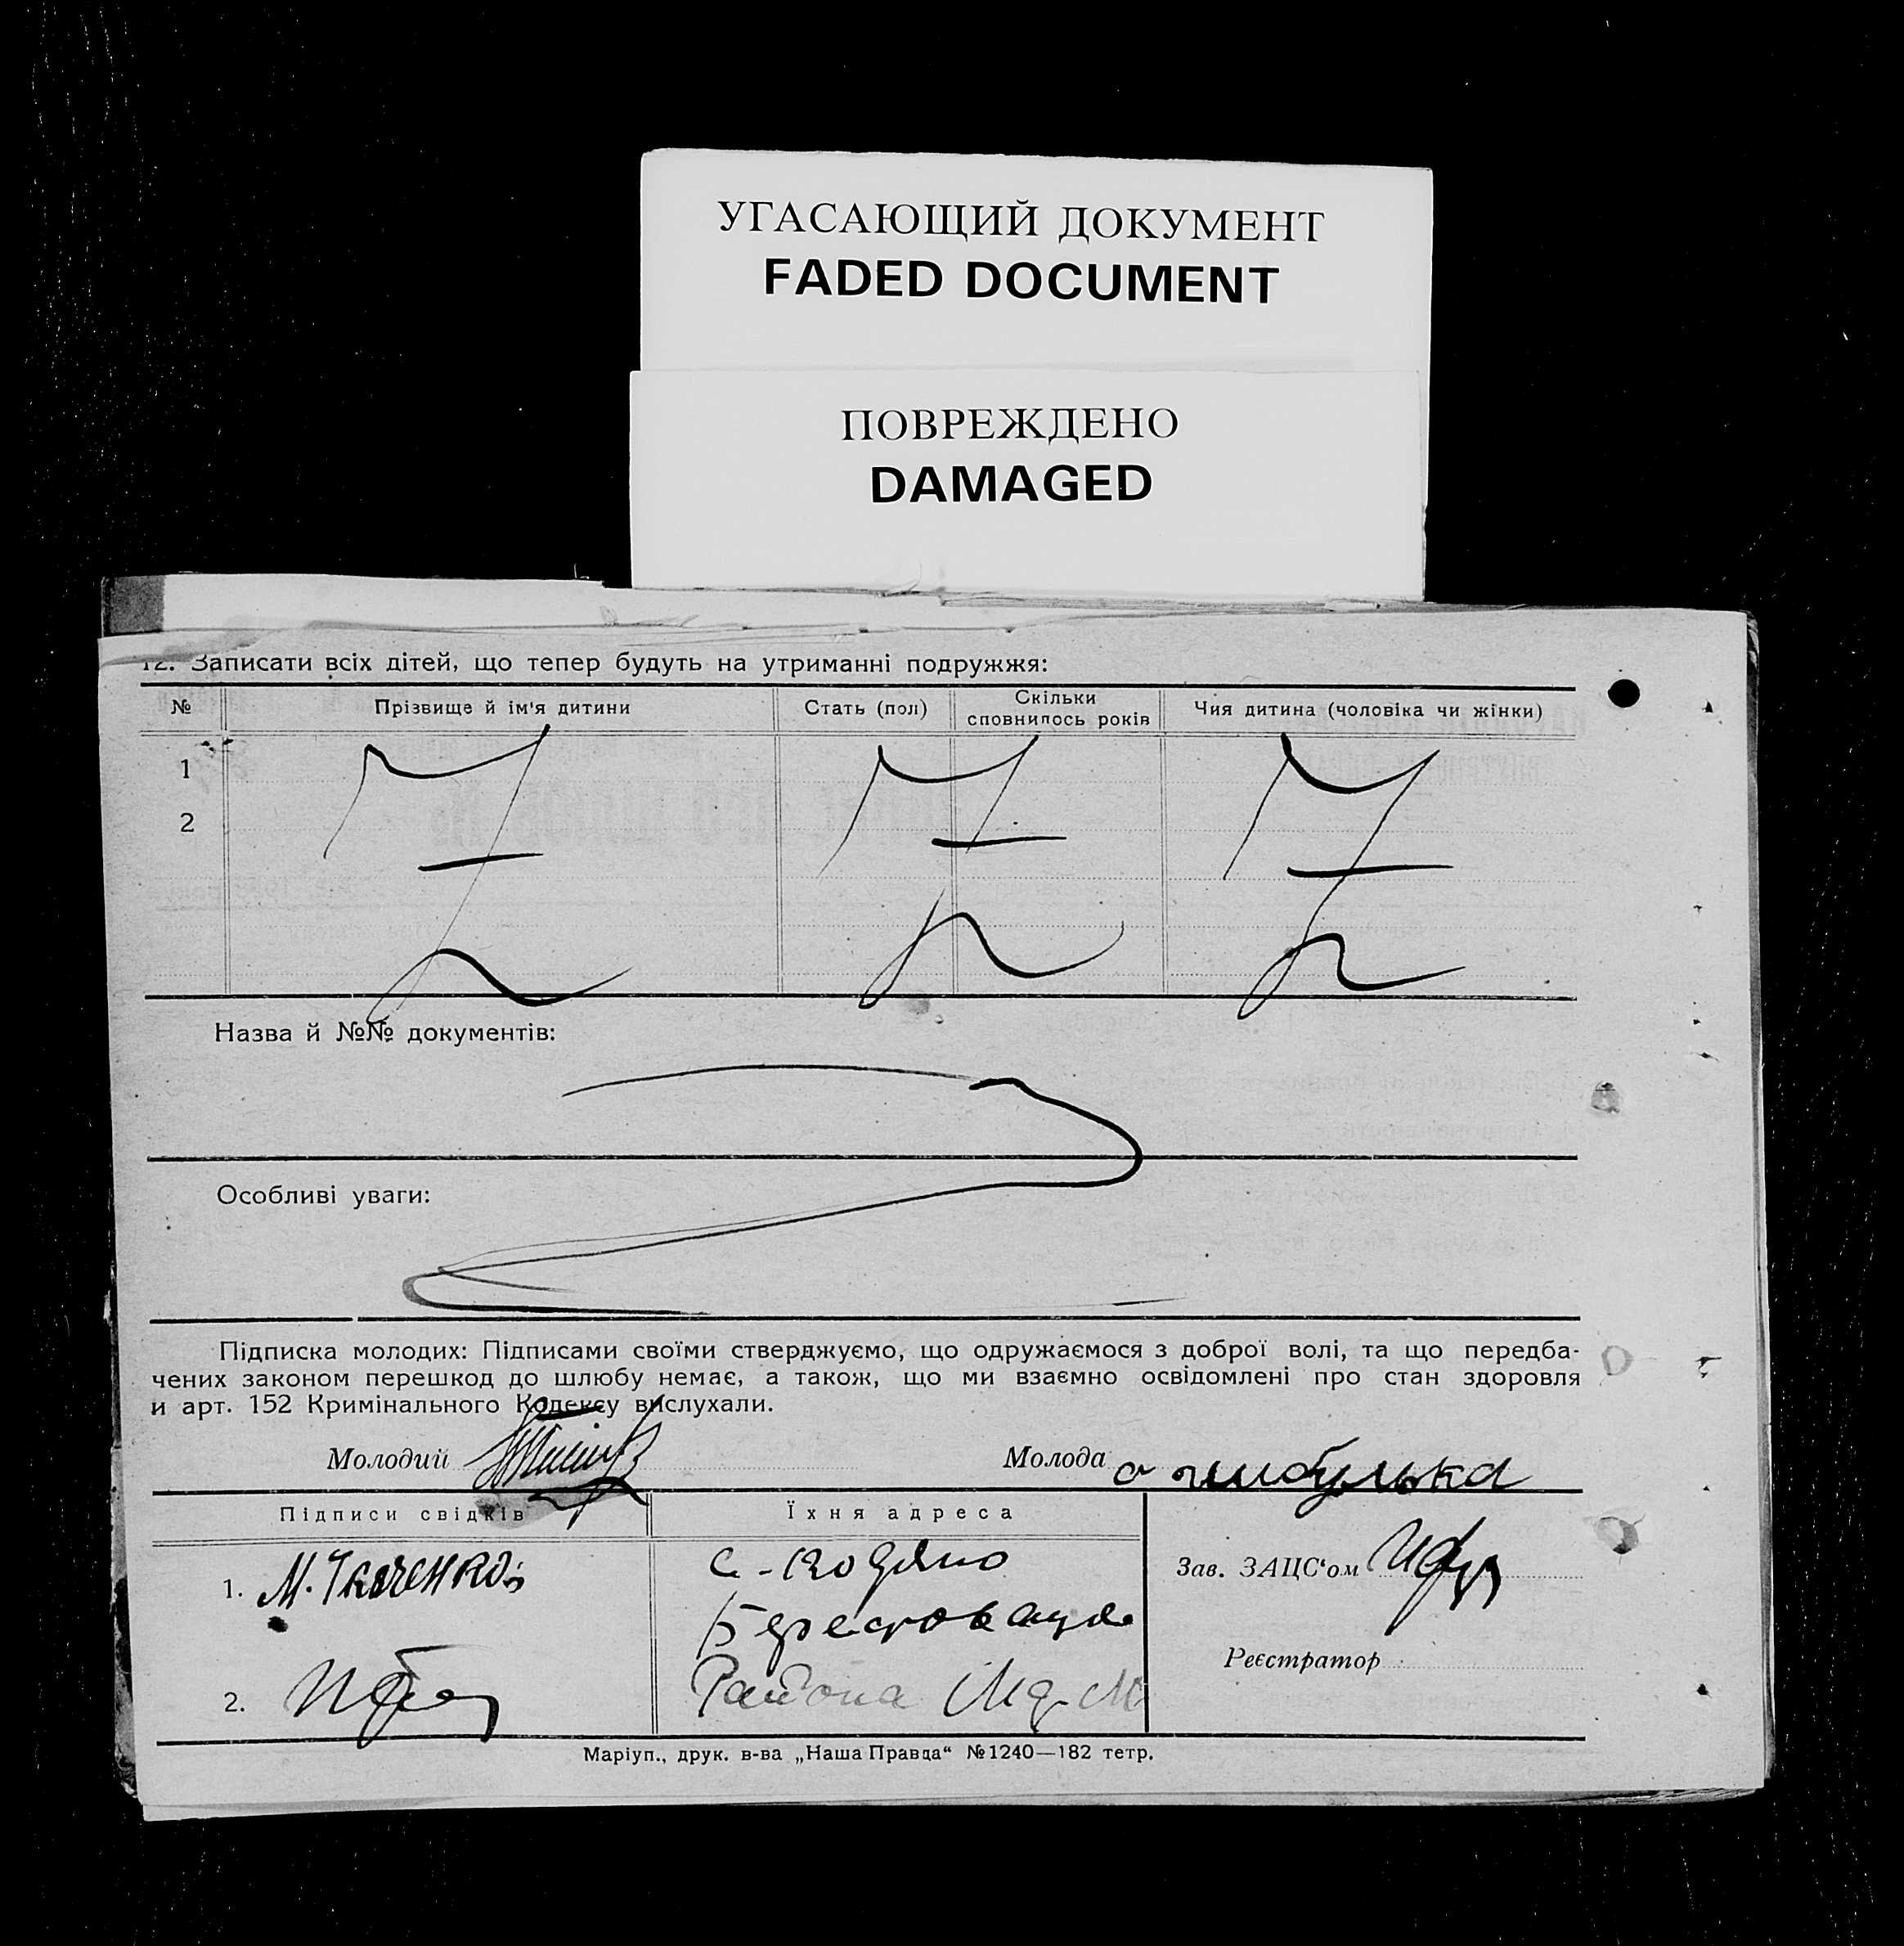 УГАСАЮЩИЙ ДОКУМЕНТ
FADED DOCUMENT
ПОВРЕЖДЕНО
DAMAGED
12. Записати всіх дітей, що тепер будуть на утриманні подружжя:
№ Прізвище й ім'я дитини Стать (пол) Скільки сповнилось років Чия дитина (чоловіка чи жінки)
1
2
Назва й №№ документів:
Особливі уваги:
Підписка молодих: Підписами своїми стверджуємо, що одружаємося з доброї волі, та що передба-
чених законом перешкод до шлюбу немає, а також, що ми взаємно освідомлені про стан здоровля
и арт. 152 Кримінального Кодексу вислухали.
Молодий Молода
Підписи свідків Їхня адреса
1. М. Ткаченко
Района
Зав. ЗАЦС‘ом
Реєстратор
2.
Маріуп., друк. в-ва „Наша Правда“ №1240—182 тетр.